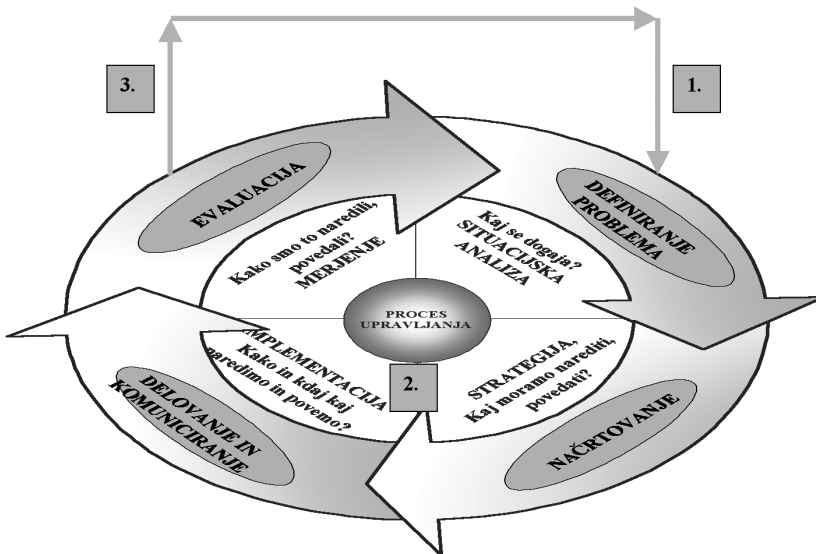 3.
1.
EVALUACIJA
DEFINIRANJE
PROBLEMA
Kako smo to naredili,
povedali?
MERJENJE
Kaj se dogaja?
SITUACIJSKA
ANALIZA
PROCES
UPRAVLJANJA
IMPLEMENTACIJA
Kako in kdaj kaj
naredimo in povemo?
2.
STRATEGIJA,
Kaj moramo narediti,
povedati?
DELOVANJE IN
KOMUNICIRANJE
NAČRTOVANJE